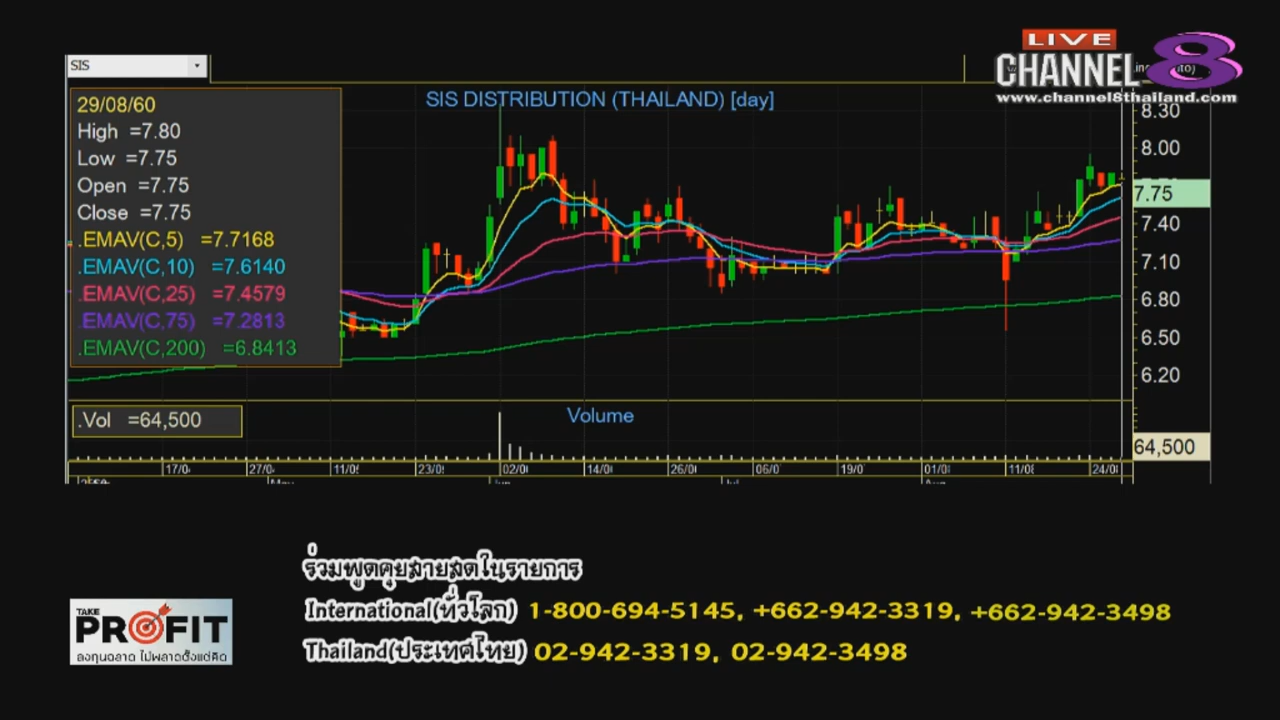 LIVE
CHANNEL 8
www.channel8thailand.com
SIS
SIS DISTRIBUTION (THAILAND) [day]
29/08/60
High =7.80
Low =7.75
Open =7.75
Close =7.75
.EMAV(C,5) =7.7168
.EMAV(C,10) =7.6140
.EMAV(C,25) =7.4579
.EMAV(C,75) =7.2813
.EMAV(C,200) =6.8413
8.30
8.00
7.75
7.40
7.10
6.80
6.50
6.20
.Vol =64,500
Volume
64,500
17/0 27/0 11/0 23/0 02/0 14/0 26/0 06/0 19/0 01/0 11/0 24/0
ร่วมพูดคุยสายสดในรายการ
International(ทั่วโลก) 1-800-694-5145, +662-942-3319, +662-942-3498
Thailand(ประเทศไทย) 02-942-3319, 02-942-3498
TAKE
PROFIT
ลงทุนฉลาด ไม่พลาดตั้งแต่คิด